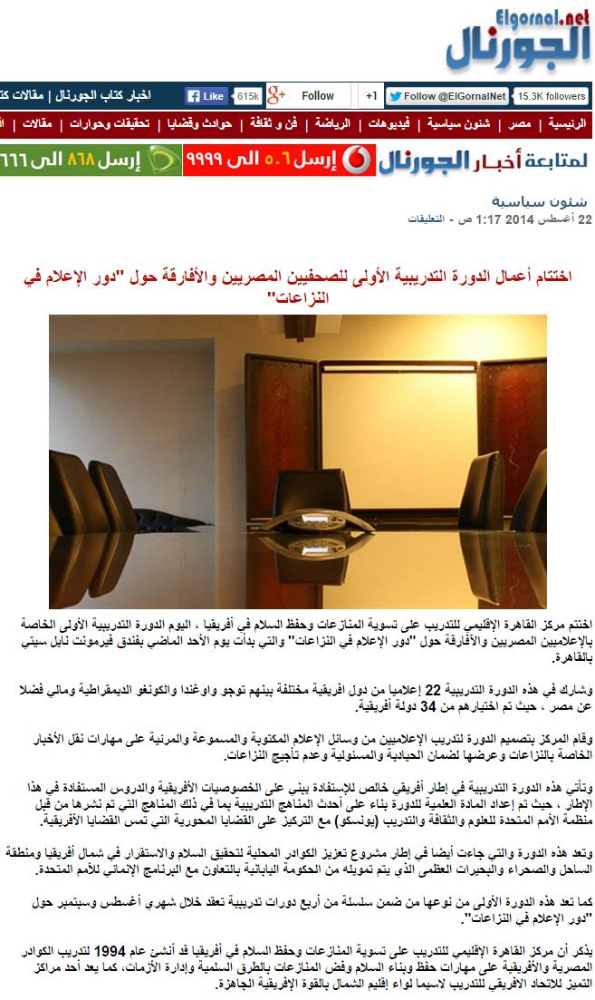 Elgornal.net
الجورنال
اخبار كتاب الجورنال | مقالات كت
Like 615k Follow +1 Follow @ElGornalNet 15.3K followers
الرئيسية | مصر | شئون سياسية | فيديوهات | الرياضة | فن و ثقافة | حوادث وقضايا | تحقيقات وحوارات | مقالات | اق
لمتابعة أخبار الجورنال إرسل ٥٠٦ الى ٩٩٩٩ إرسل ٨٦٨ الى ٦٦٦
شئون سياسية
22 أغسطس 2014 1:17 ص - التعليقات
اختتام أعمال الدورة التدريبية الأولى للصحفيين المصريين والأفارقة حول "دور الإعلام في
النزاعات"
اختتم مركز القاهرة الإقليمي للتدريب على تسوية المنازعات وحفظ السلام في أفريقيا ، اليوم الدورة التدريبية الأولى الخاصة
بالإعلاميين المصريين والأفارقة حول "دور الإعلام في النزاعات" والتي بدأت يوم الأحد الماضي بفندق فيرمونت نايل سيتي
بالقاهرة.
وشارك في هذه الدورة التدريبية 22 إعلاميا من دول افريقية مختلفة بينهم توجو واوغندا والكونغو الديمقراطية ومالي فضلا
عن مصر ، حيث تم اختيارهم من 34 دولة أفريقية.
وقام المركز بتصميم الدورة لتدريب الإعلاميين من وسائل الإعلام المكتوبة والمسموعة والمرئية على مهارات نقل الأخبار
الخاصة بالنزاعات وعرضها لضمان الحيادية والمسئولية وعدم تأجيج النزاعات.
وتأتي هذه الدورة التدريبية في إطار أفريقي خالص للإستفادة يبني على الخصوصيات الأفريقية والدروس المستفادة في هذا
الإطار ، حيث تم إعداد المادة العلمية للدورة بناء على أحدث المناهج التدريبية بما في ذلك المناهج التي تم نشرها من قبل
منظمة الأمم المتحدة للعلوم والثقافة والتدريب (يونسكو) مع التركيز على القضايا المحورية التي تمس القضايا الأفريقية.
وتعد هذه الدورة والتي جاءت أيضا في إطار مشروع تعزيز الكوادر المحلية لتحقيق السلام والاستقرار في شمال أفريقيا ومنطقة
الساحل والصحراء والبحيرات العظمى الذي يتم تمويله من الحكومة اليابانية بالتعاون مع البرنامج الإنمائي للأمم المتحدة.
كما تعد هذه الدورة الأولى من نوعها من ضمن سلسلة من أربع دورات تدريبية تعقد خلال شهري أغسطس وسبتمبر حول
"دور الإعلام في النزاعات".
يذكر أن مركز القاهرة الإقليمي للتدريب على تسوية المنازعات وحفظ السلام في أفريقيا قد أنشئ عام 1994 لتدريب الكوادر
المصرية والأفريقية على مهارات حفظ وبناء السلام وفض المنازعات بالطرق السلمية وإدارة الأزمات، كما يعد أحد مراكز
التميز للاتحاد الافريقي للتدريب لاسيما لواء إقليم الشمال بالقوة الإفريقية الجاهزة.